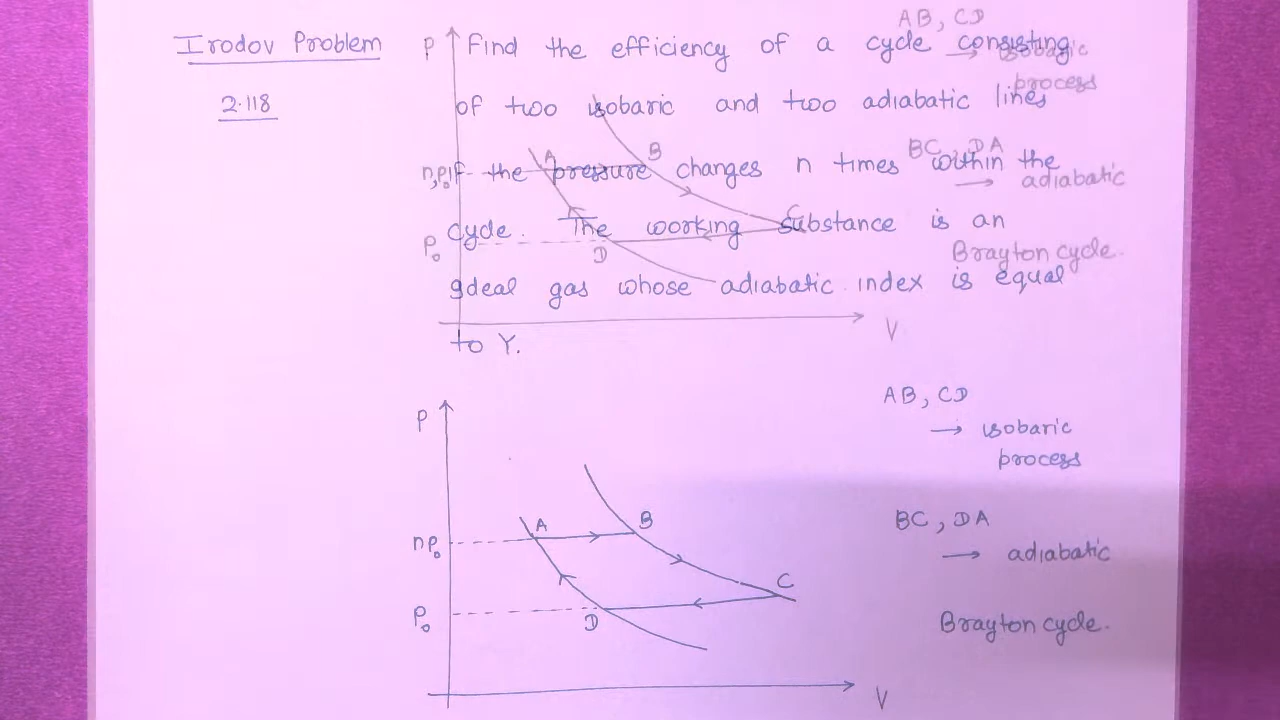 Irodov Problem
2.118
Find the efficiency of a cycle consisting
of two isobaric and two adiabatic lines
if the pressure changes n times within the
cycle. The working substance is an
Ideal gas whose adiabatic index is equal
to γ.
P
AB, CD
→ isobaric
process
A
B
nP₀
BC, DA
→ adiabatic
C
P₀
D
Brayton cycle.
V
P
AB, CD
→ isobaric
process
A
B
nP₀
BC, DA
→ adiabatic
C
P₀
D
Brayton cycle.
V